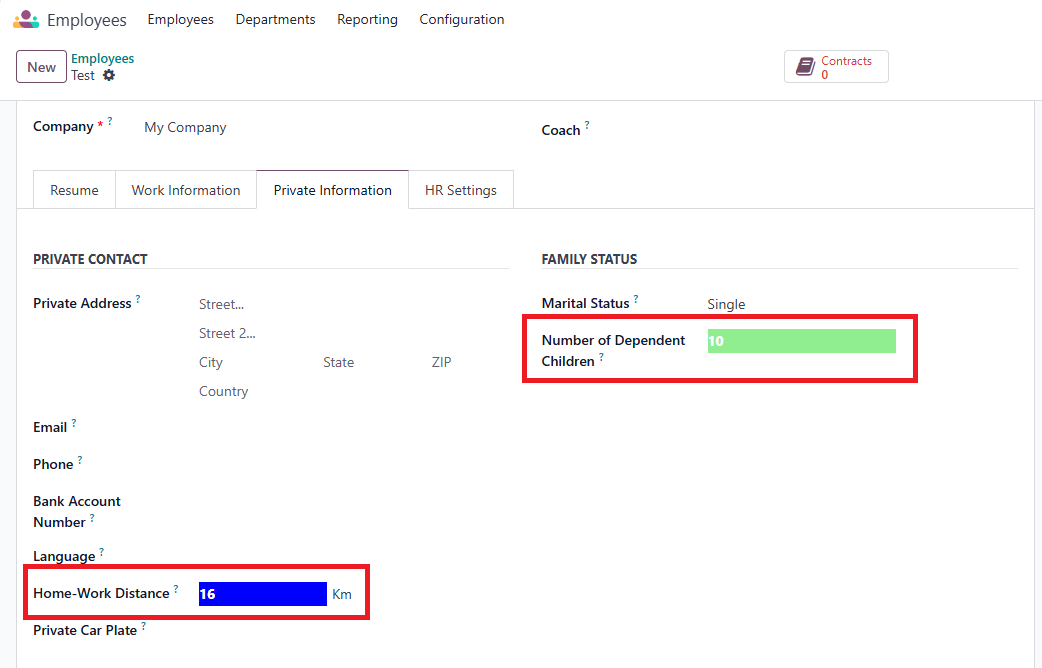 Employees Employees Departments Reporting Configuration
New
Employees
Test
Contracts
0
Company * ? My Company
Coach ?
Resume Work Information Private Information HR Settings
PRIVATE CONTACT
Private Address ? Street...
Street 2...
City State ZIP
Country
Email ?
Phone ?
Bank Account
Number ?
Language ?
Home-Work Distance ? 16 Km
Private Car Plate ?
FAMILY STATUS
Marital Status ? Single
Number of Dependent 10
Children ?